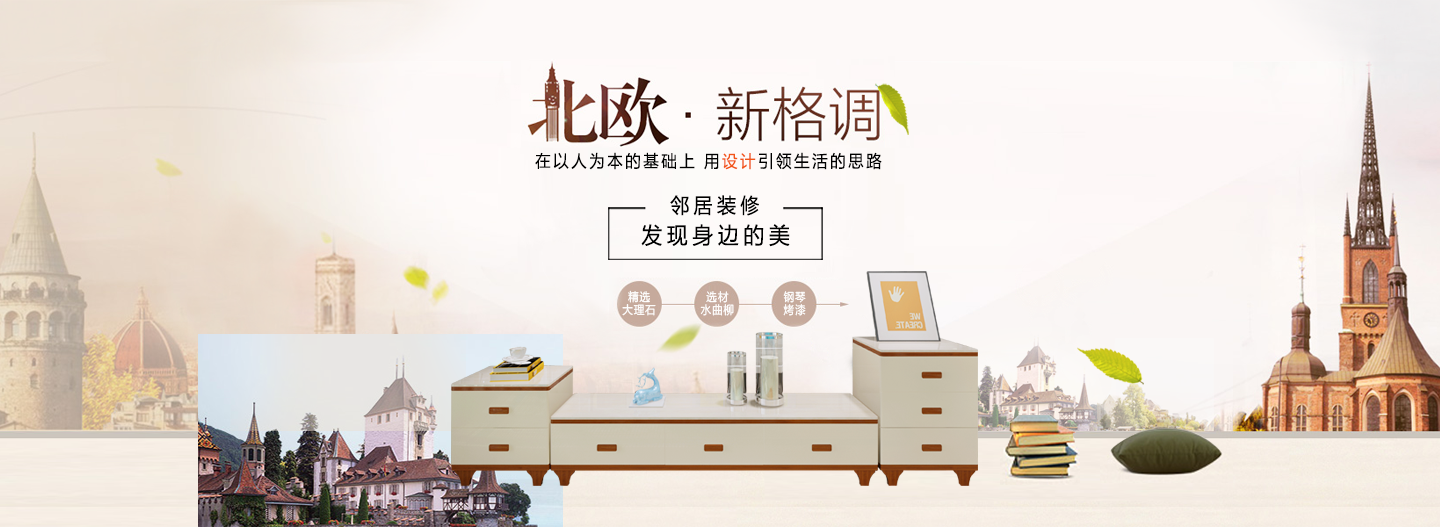 北欧·新格调
在以人为本的基础上 用设计引领生活的思路
邻居装修
发现身边的美
精选
大理石
选材
水曲柳
钢琴
烤漆
WE
CREATE